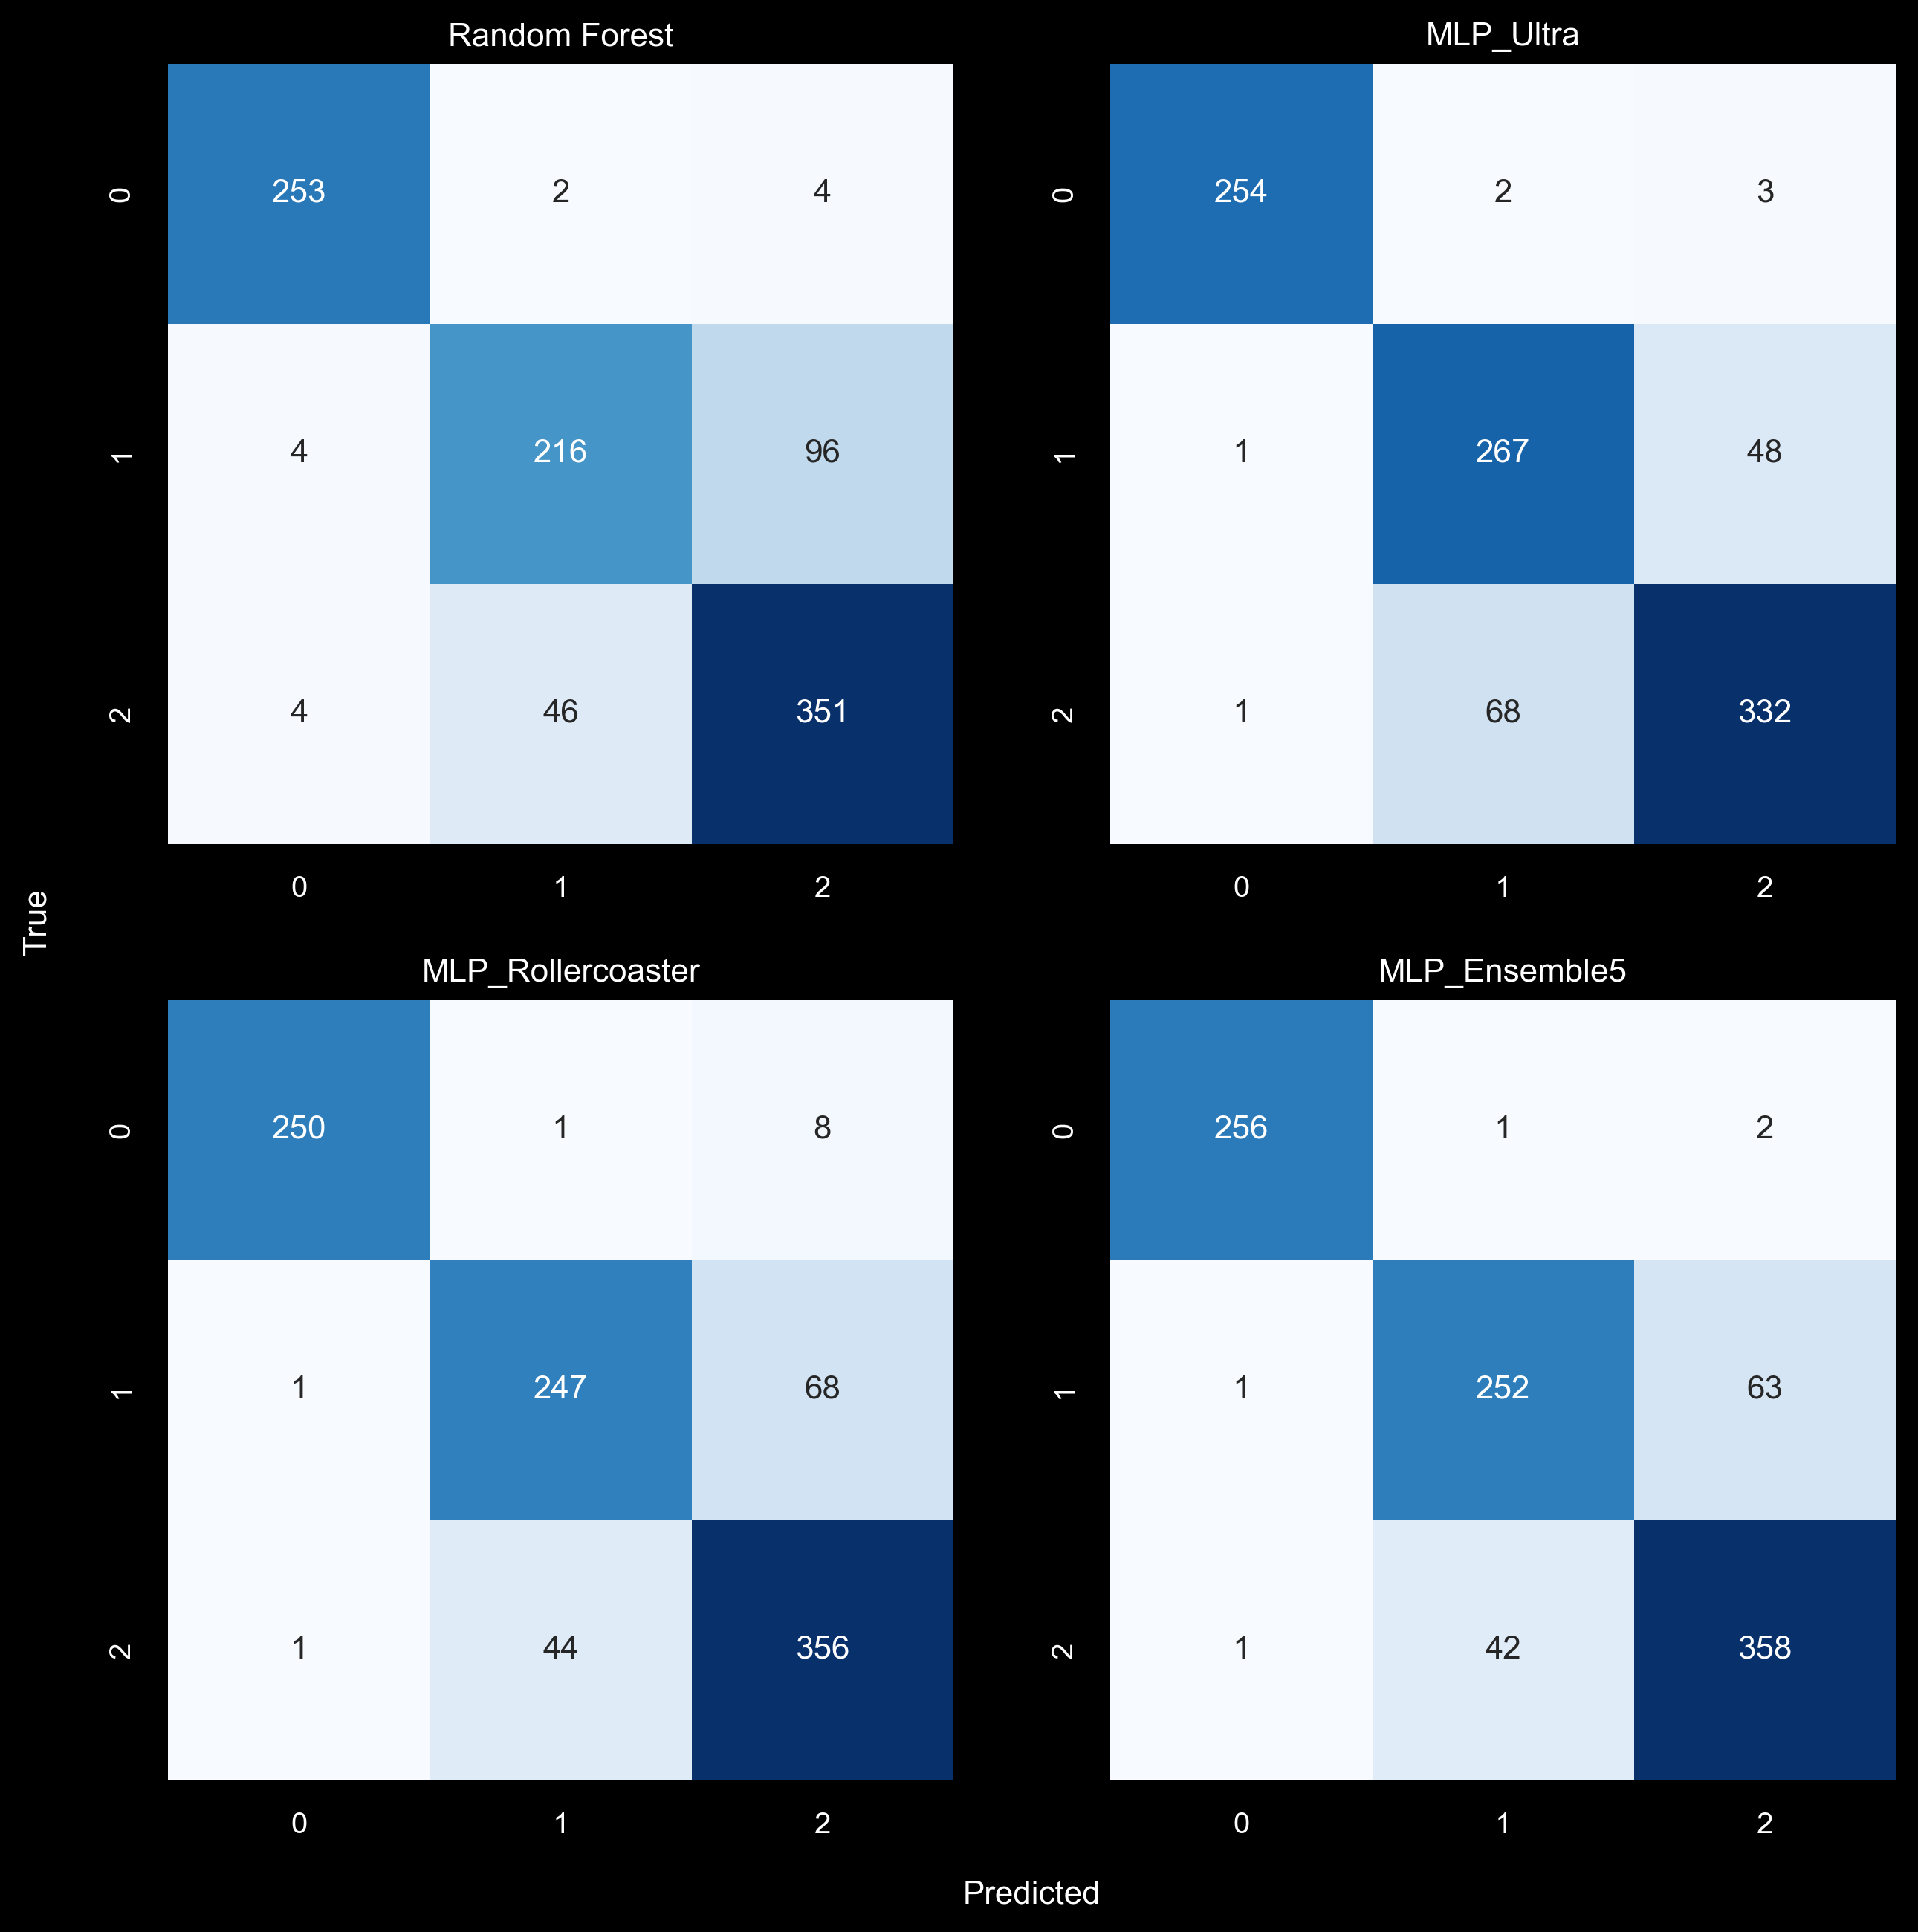 Random Forest
0 253 2 4
1 4 216 96
2 4 46 351
0 1 2
MLP_Ultra
0 254 2 3
1 1 267 48
2 1 68 332
0 1 2
True
MLP_Rollercoaster
0 250 1 8
1 1 247 68
2 1 44 356
0 1 2
MLP_Ensemble5
0 256 1 2
1 1 252 63
2 1 42 358
0 1 2
Predicted